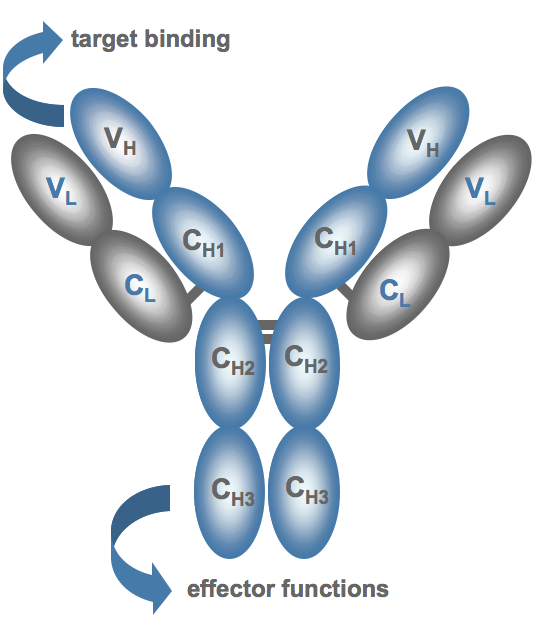 target binding
VH
VH
VL
VL
CH1
CH1
CL
CL
CH2
CH2
CH3
CH3
effector functions